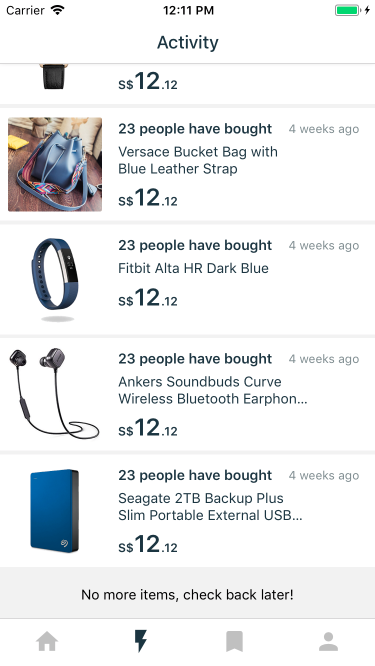 Carrier 12:11 PM
Activity
S$12.12
23 people have bought 4 weeks ago
Versace Bucket Bag with
Blue Leather Strap
S$12.12
23 people have bought 4 weeks ago
Fitbit Alta HR Dark Blue
S$12.12
23 people have bought 4 weeks ago
Ankers Soundbuds Curve
Wireless Bluetooth Earphon...
S$12.12
23 people have bought 4 weeks ago
Seagate 2TB Backup Plus
Slim Portable External USB...
S$12.12
No more items, check back later!